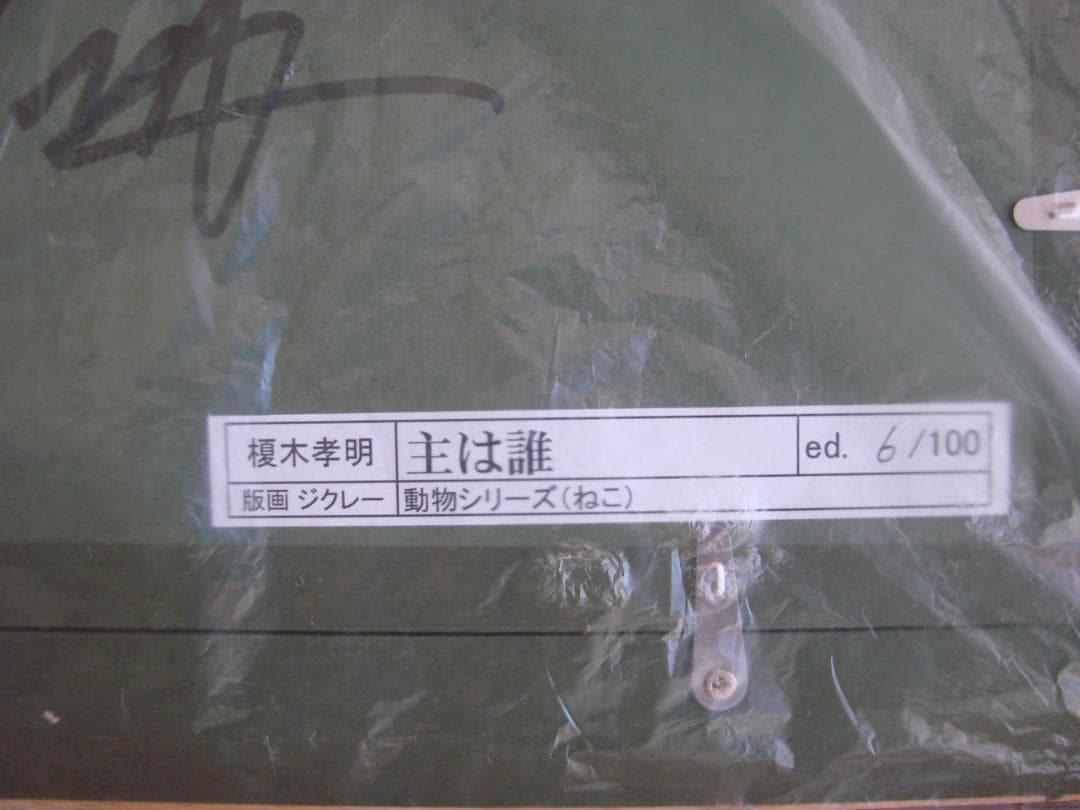 榎木孝明 主は誰 ed. 6/100
版画 ジクレー 動物シリーズ(ねこ)